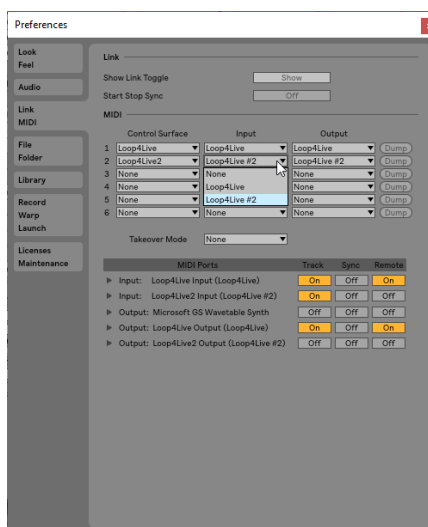 Preferences
Look
Feel
Audio
Link
MIDI
File
Folder
Library
Record
Warp
Launch
Licenses
Maintenance
Link
Show Link Toggle Show
Start Stop Sync Off
MIDI
Control Surface Input Output
1 Loop4Live Loop4Live Loop4Live Dump
2 Loop4Live2 Loop4Live #2 Loop4Live #2 Dump
3 None None None Dump
4 None Loop4Live None Dump
5 None Loop4Live #2 None Dump
6 None None None Dump
Takeover Mode None
MIDI Ports Track Sync Remote
Input: Loop4Live Input (Loop4Live) On Off On
Input: Loop4Live2 Input (Loop4Live #2) On Off Off
Output: Microsoft GS Wavetable Synth Off Off Off
Output: Loop4Live Output (Loop4Live) On Off On
Output: Loop4Live2 Output (Loop4Live #2) Off Off Off